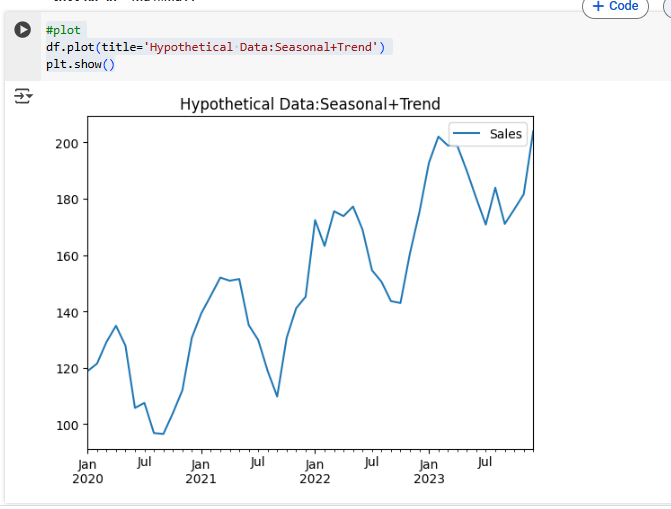 + Code
#plot
df.plot(title='Hypothetical Data:Seasonal+Trend')
plt.show()
Hypothetical Data:Seasonal+Trend
Sales
200
180
160
140
120
100
Jan Jul Jan Jul Jan Jul Jan Jul
2020 2021 2022 2023